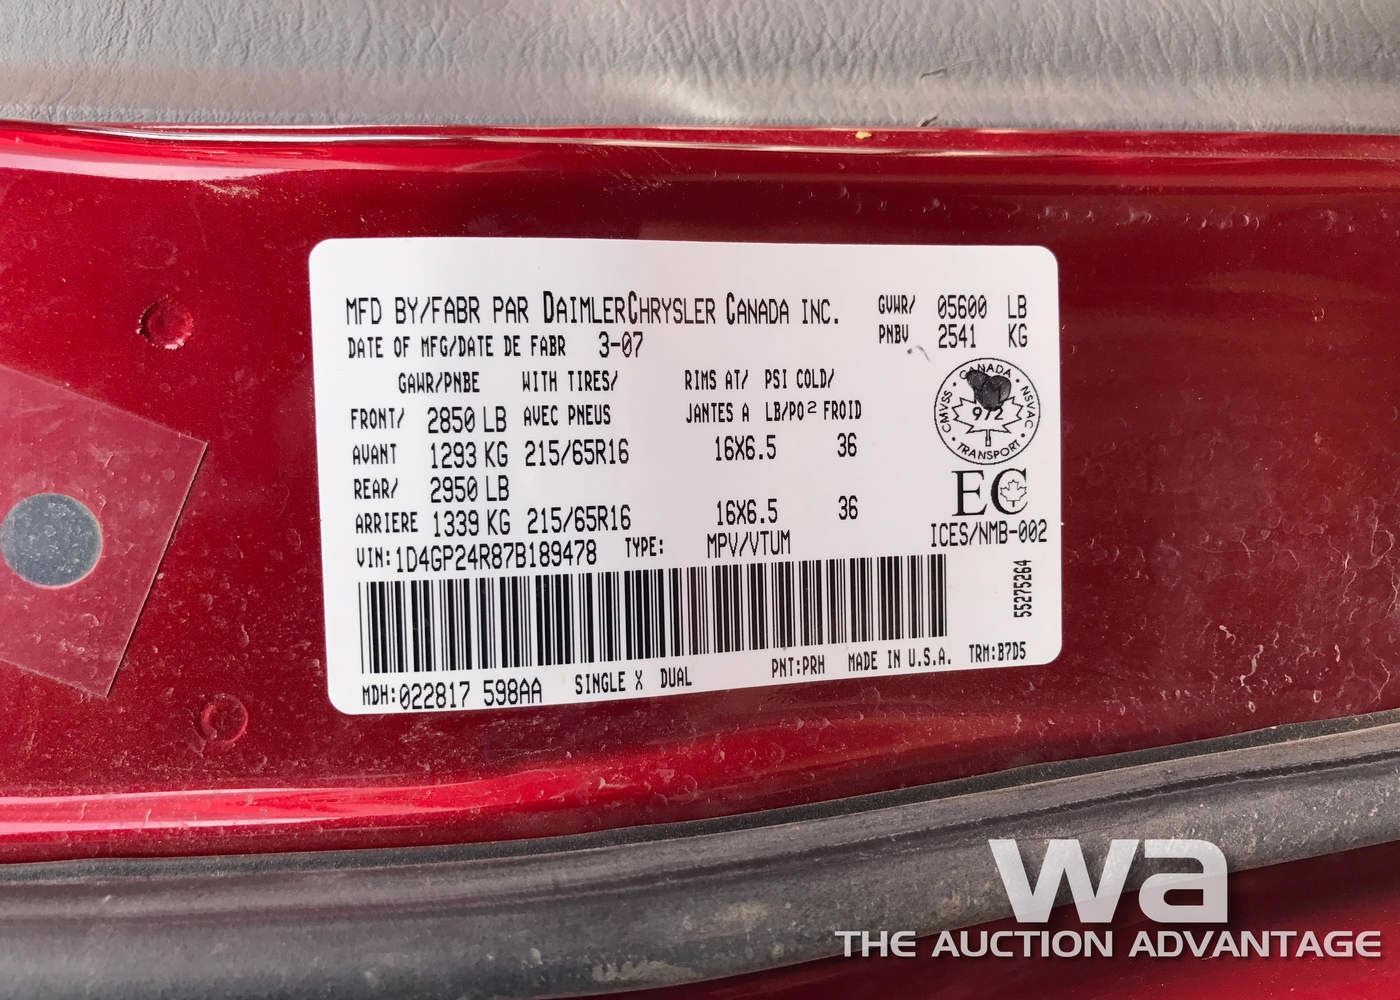 MFD BY/FABR PAR DAIMLERCHRYSLER CANADA INC. GVWR/ 05600 LB
DATE OF MFG/DATE DE FABR 3-07 PNBV 2541 KG
GAWR/PNBE WITH TIRES/ RIMS AT/ PSI COLD/
FRONT/ 2850 LB AVEC PNEUS JANTES A LB/PO² FROID
AVANT 1293 KG 215/65R16 16X6.5 36
REAR/ 2950 LB
ARRIERE 1339 KG 215/65R16 16X6.5 36
CANADA
CMVSS · NSVAC
972
TRANSPORT
EC
ICES/NMB-002
VIN: 1D4GP24R87B189478 TYPE: MPV/VTUM
55275264
MDH: 022817 598AA SINGLE X DUAL PNT:PRH MADE IN U.S.A. TRM:B7D5
wa
THE AUCTION ADVANTAGE